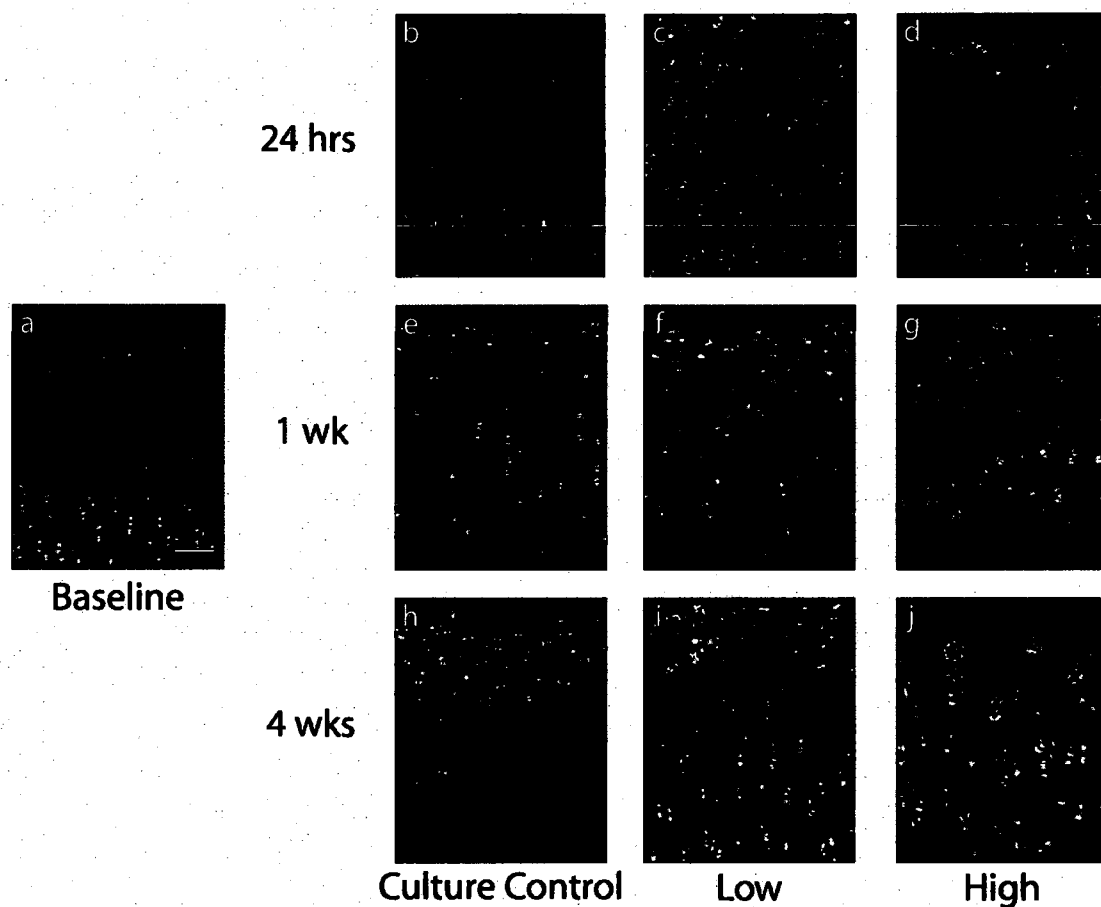 b c d
24 hrs
a e f g
1 wk
Baseline
h i j
4 wks
Culture Control Low High